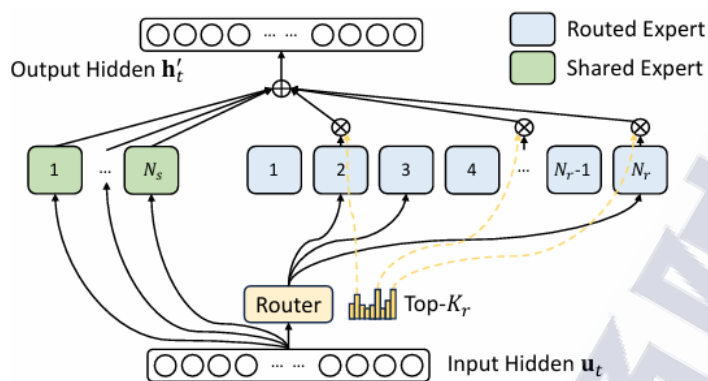 ... ...
Routed Expert
Output Hidden h′ₜ
Shared Expert
1
...
Nₛ
1
2
3
4
...
Nᵣ-1
Nᵣ
Router
Top-Kᵣ
... ...
Input Hidden uₜ